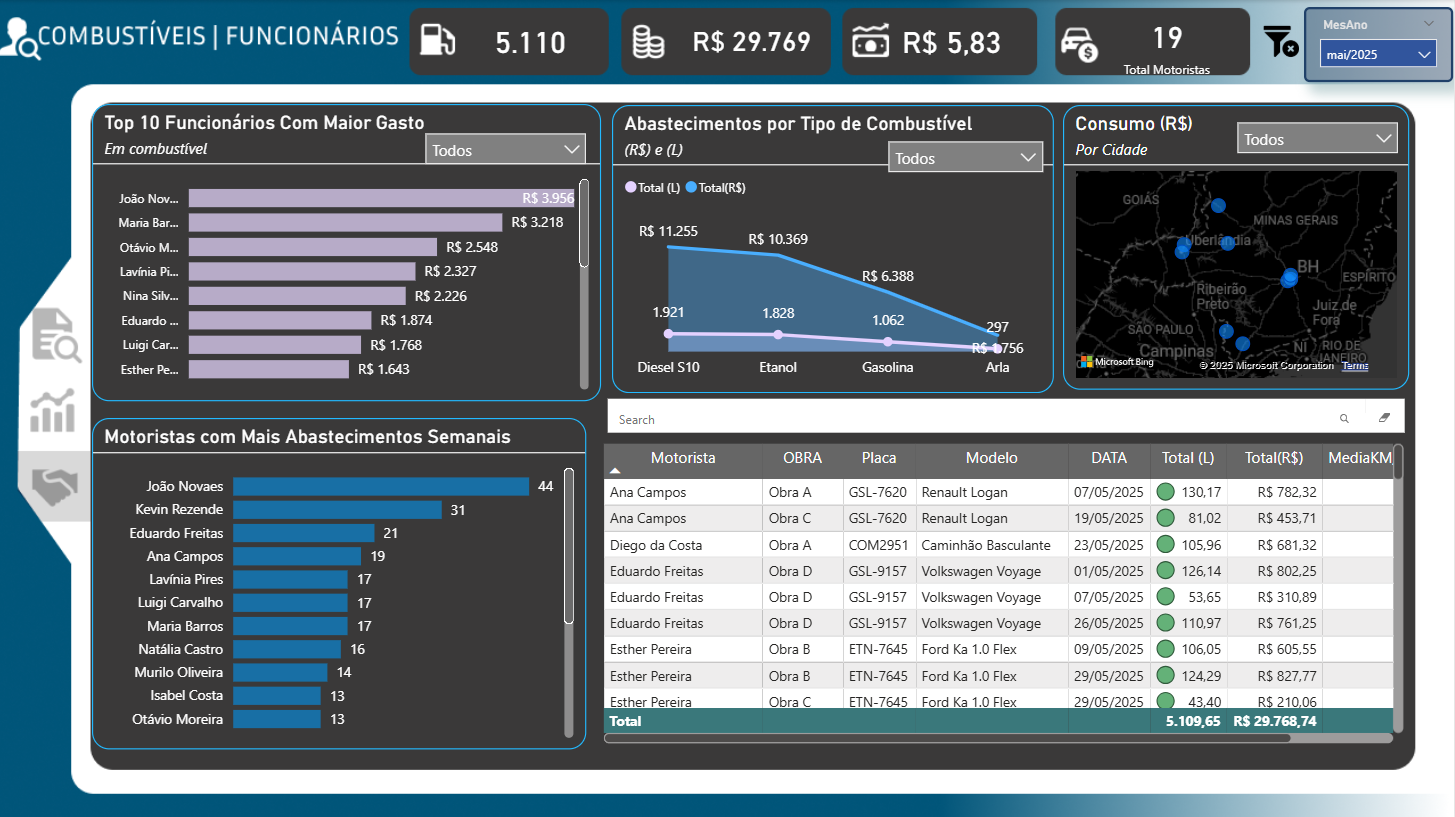 COMBUSTÍVEIS | FUNCIONÁRIOS
5.110
R$ 29.769
R$ 5,83
19
Total Motoristas
MesAno
mai/2025
Top 10 Funcionários Com Maior Gasto
Em combustível
Todos
João Nov... R$ 3.956
Maria Bar... R$ 3.218
Otávio M... R$ 2.548
Lavínia Pi... R$ 2.327
Nina Silv... R$ 2.226
Eduardo ... R$ 1.874
Luigi Car... R$ 1.768
Esther Pe... R$ 1.643
Abastecimentos por Tipo de Combustível
(R$) e (L)
Todos
Total (L) Total(R$)
R$ 11.255
R$ 10.369
R$ 6.388
1.921
1.828
1.062
297
R$ 1.756
Diesel S10 Etanol Gasolina Arla
Consumo (R$)
Por Cidade
Todos
GOIÁS
MINAS GERAIS
Uberlândia
BH
ESPÍRITO
Ribeirão
Preto
Juiz de
Fora
SÃO PAULO
Campinas
RIO DE
JANEIRO
Microsoft Bing
© 2025 Microsoft Corporation Terms
Motoristas com Mais Abastecimentos Semanais
João Novaes 44
Kevin Rezende 31
Eduardo Freitas 21
Ana Campos 19
Lavínia Pires 17
Luigi Carvalho 17
Maria Barros 17
Natália Castro 16
Murilo Oliveira 14
Isabel Costa 13
Otávio Moreira 13
Search
Motorista OBRA Placa Modelo DATA Total (L) Total(R$) MediaKM
Ana Campos Obra A GSL-7620 Renault Logan 07/05/2025 130,17 R$ 782,32
Ana Campos Obra C GSL-7620 Renault Logan 19/05/2025 81,02 R$ 453,71
Diego da Costa Obra A COM2951 Caminhão Basculante 23/05/2025 105,96 R$ 681,32
Eduardo Freitas Obra D GSL-9157 Volkswagen Voyage 01/05/2025 126,14 R$ 802,25
Eduardo Freitas Obra D GSL-9157 Volkswagen Voyage 07/05/2025 53,65 R$ 310,89
Eduardo Freitas Obra D GSL-9157 Volkswagen Voyage 26/05/2025 110,97 R$ 761,25
Esther Pereira Obra B ETN-7645 Ford Ka 1.0 Flex 09/05/2025 106,05 R$ 605,55
Esther Pereira Obra B ETN-7645 Ford Ka 1.0 Flex 29/05/2025 124,29 R$ 827,77
Esther Pereira Obra C ETN-7645 Ford Ka 1.0 Flex 29/05/2025 43,40 R$ 210,06
Total 5.109,65 R$ 29.768,74